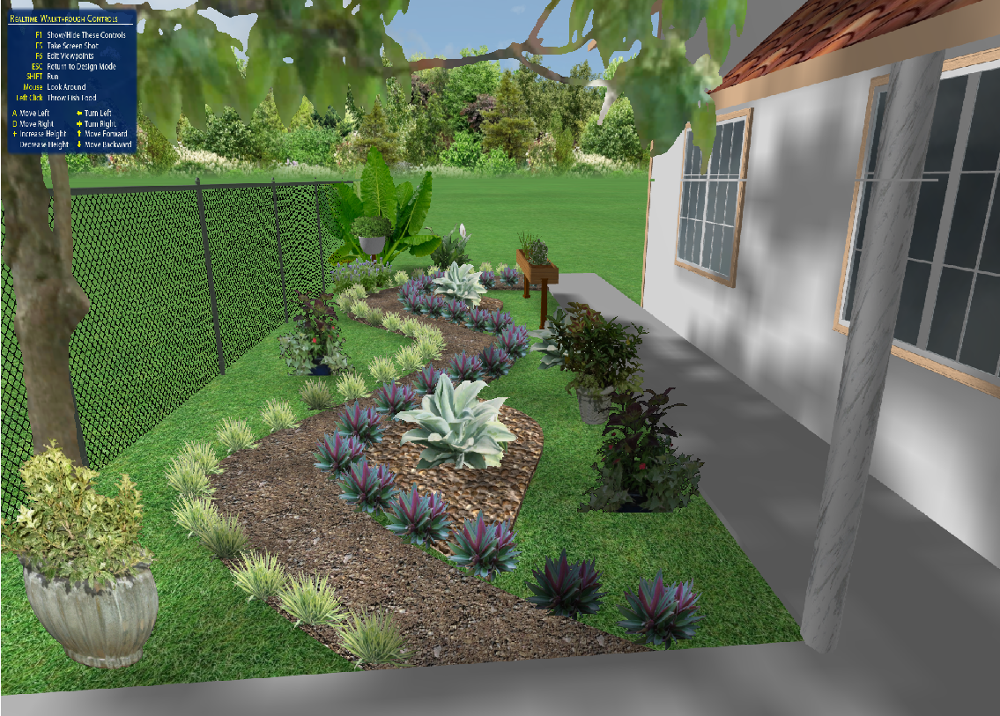 REALTIME WALKTHROUGH CONTROLS
F1 Show/Hide These Controls
F5 Take Screen Shot
F6 Edit Viewpoints
ESC Return to Design Mode
SHIFT Run
Mouse Look Around
Left Click Throw Fish Food
A Move Left ← Turn Left
D Move Right → Turn Right
+ Increase Height ↑ Move Forward
Decrease Height ↓ Move Backward